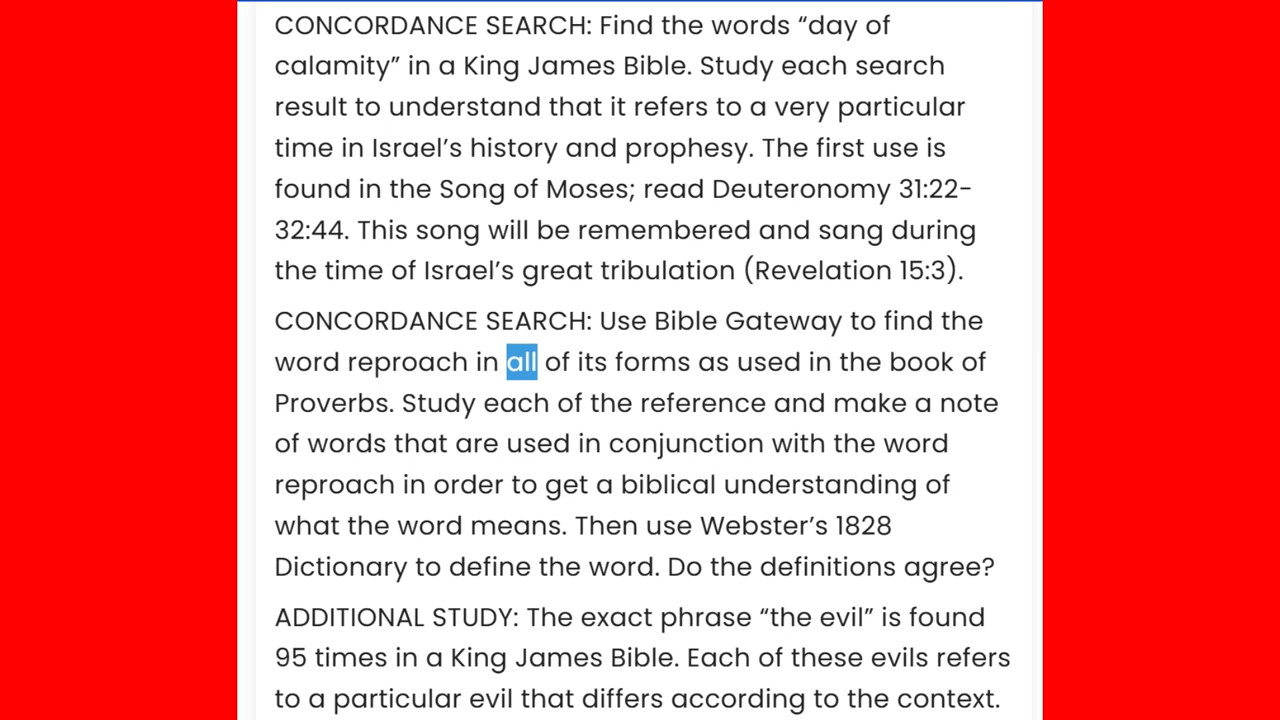 CONCORDANCE SEARCH: Find the words “day of
calamity” in a King James Bible. Study each search
result to understand that it refers to a very particular
time in Israel’s history and prophesy. The first use is
found in the Song of Moses; read Deuteronomy 31:22-
32:44. This song will be remembered and sang during
the time of Israel’s great tribulation (Revelation 15:3).
CONCORDANCE SEARCH: Use Bible Gateway to find the
word reproach in all of its forms as used in the book of
Proverbs. Study each of the reference and make a note
of words that are used in conjunction with the word
reproach in order to get a biblical understanding of
what the word means. Then use Webster’s 1828
Dictionary to define the word. Do the definitions agree?
ADDITIONAL STUDY: The exact phrase “the evil” is found
95 times in a King James Bible. Each of these evils refers
to a particular evil that differs according to the context.